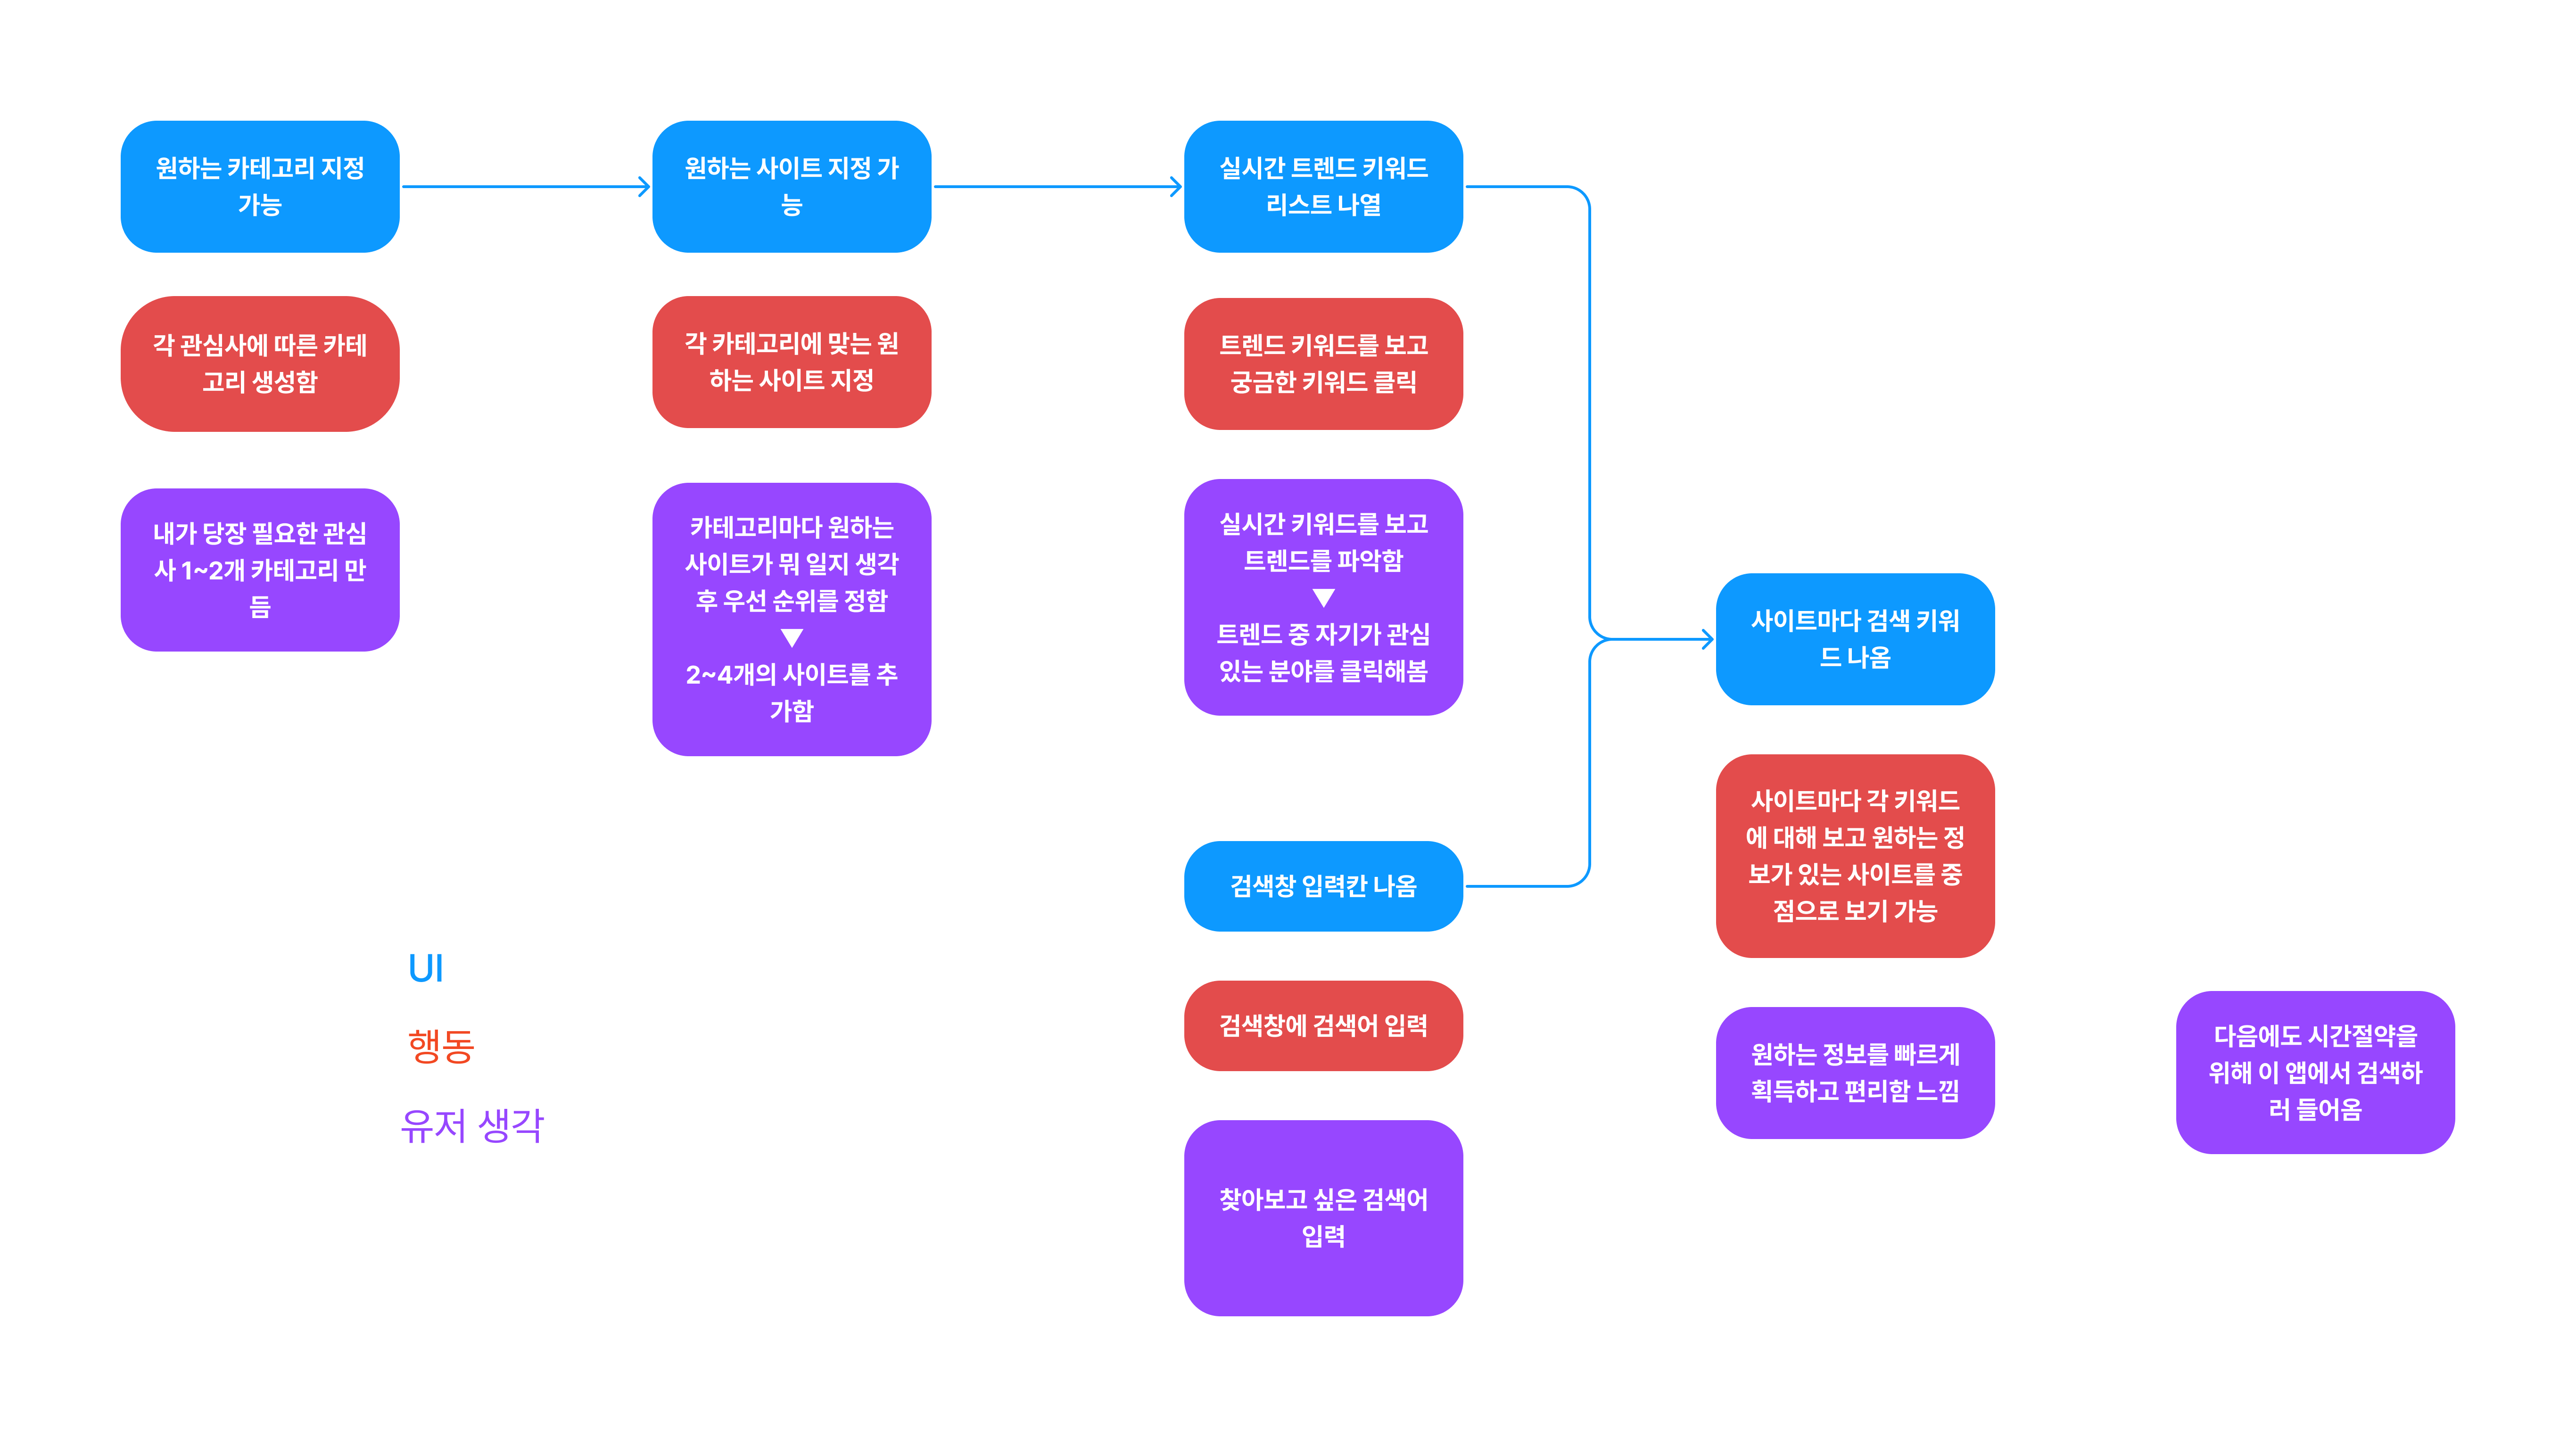 원하는 카테고리 지정
가능
각 관심사에 따른 카테
고리 생성함
내가 당장 필요한 관심
사 1~2개 카테고리 만
듬
원하는 사이트 지정 가
능
각 카테고리에 맞는 원
하는 사이트 지정
카테고리마다 원하는
사이트가 뭐 일지 생각
후 우선 순위를 정함
▼
2~4개의 사이트를 추
가함
실시간 트렌드 키워드
리스트 나열
트렌드 키워드를 보고
궁금한 키워드 클릭
실시간 키워드를 보고
트렌드를 파악함
▼
트렌드 중 자기가 관심
있는 분야를 클릭해봄
검색창 입력칸 나옴
검색창에 검색어 입력
찾아보고 싶은 검색어
입력
사이트마다 검색 키워
드 나옴
사이트마다 각 키워드
에 대해 보고 원하는 정
보가 있는 사이트를 중
점으로 보기 가능
원하는 정보를 빠르게
획득하고 편리함 느낌
다음에도 시간절약을
위해 이 앱에서 검색하
러 들어옴
UI
행동
유저 생각